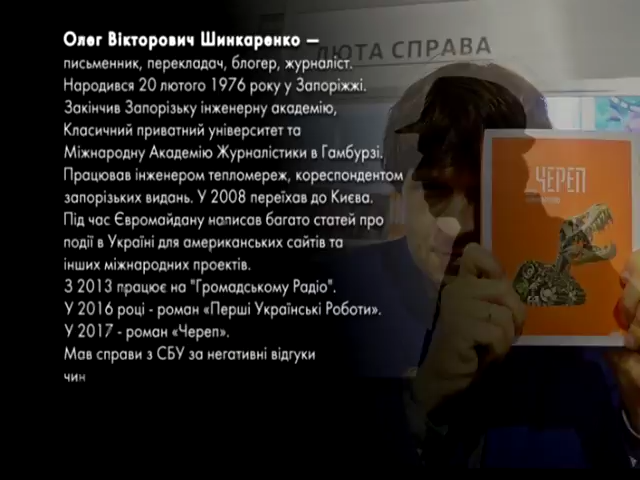 Олег Вікторович Шинкаренко —
письменник, перекладач, блогер, журналіст.
Народився 20 лютого 1976 року у Запоріжжі.
Закінчив Запорізьку інженерну академію,
Класичний приватний університет та
Міжнародну Академію Журналістики в Гамбурзі.
Працював інженером тепломереж, кореспондентом
запорізьких видань. У 2008 переїхав до Києва.
Під час Євромайдану написав багато статей про
події в Україні для американських сайтів та
інших міжнародних проектів.
З 2013 працює на "Громадському Радіо".
У 2016 році - роман «Перші Українські Роботи».
У 2017 - роман «Череп».
Мав справи з СБУ за негативні відгуки
чин
ЛЮТА СПРАВА
ЧЕРЕП